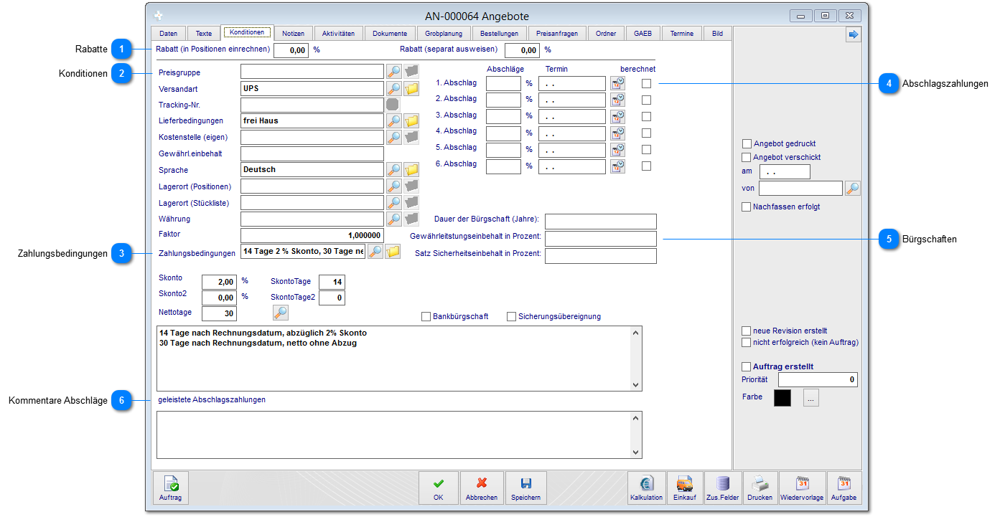 AN-000064 Angebote
Daten Texte Konditionen Notizen Aktivitäten Dokumente Grobplanung Bestellungen Preisanfragen Ordner GAEB Termine Bild
Rabatte 1 Rabatt (in Positionen einrechnen) 0,00 % Rabatt (separat ausweisen) 0,00 %
Konditionen 2
Preisgruppe
Versandart UPS
Tracking-Nr.
Lieferbedingungen frei Haus
Kostenstelle (eigen)
Gewährl.einbehalt
Sprache Deutsch
Lagerort (Positionen)
Lagerort (Stückliste)
Währung
Faktor 1,000000
Zahlungsbedingungen 3 Zahlungsbedingungen 14 Tage 2 % Skonto, 30 Tage ne
Abschläge Termin berechnet
1. Abschlag % . .
2. Abschlag % . .
3. Abschlag % . .
4. Abschlag % . .
5. Abschlag % . .
6. Abschlag % . .
4 Abschlagszahlungen
Dauer der Bürgschaft (Jahre):
Gewährleitstungseinbehalt in Prozent:
Satz Sicherheitseinbehalt in Prozent:
5 Bürgschaften
Skonto 2,00 % SkontoTage 14
Skonto2 0,00 % SkontoTage2 0
Nettotage 30
Bankbürgschaft Sicherungsübereignung
14 Tage nach Rechnungsdatum, abzüglich 2% Skonto
30 Tage nach Rechnungsdatum, netto ohne Abzug
Kommentare Abschläge 6 geleistete Abschlagszahlungen
Angebot gedruckt
Angebot verschickt
am . .
von
Nachfassen erfolgt
neue Revision erstellt
nicht erfolgreich (kein Auftrag)
Auftrag erstellt
Priorität 0
Farbe ...
Auftrag OK Abbrechen Speichern Kalkulation Einkauf Zus.Felder Drucken Wiedervorlage Aufgabe